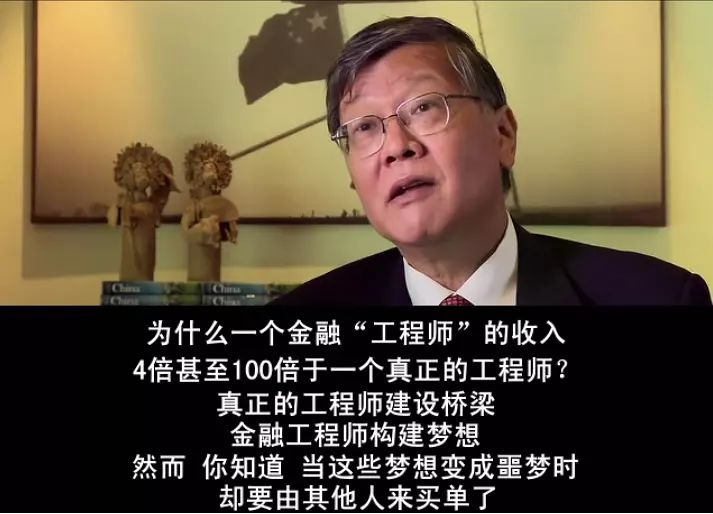 China
China
为什么一个金融“工程师”的收入
4倍甚至100倍于一个真正的工程师？
真正的工程师建设桥梁
金融工程师构建梦想
然而 你知道 当这些梦想变成噩梦时
却要由其他人来买单了